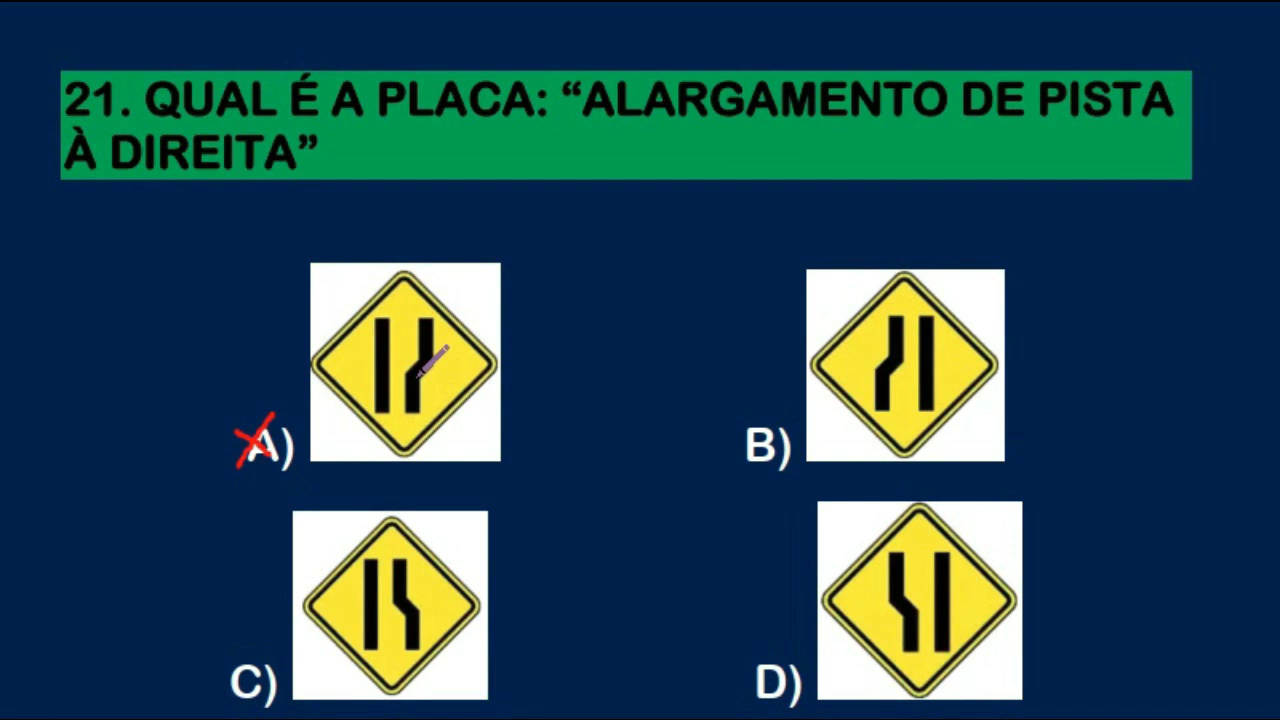 21. QUAL É A PLACA: “ALARGAMENTO DE PISTA
À DIREITA”
A)
B)
C)
D)